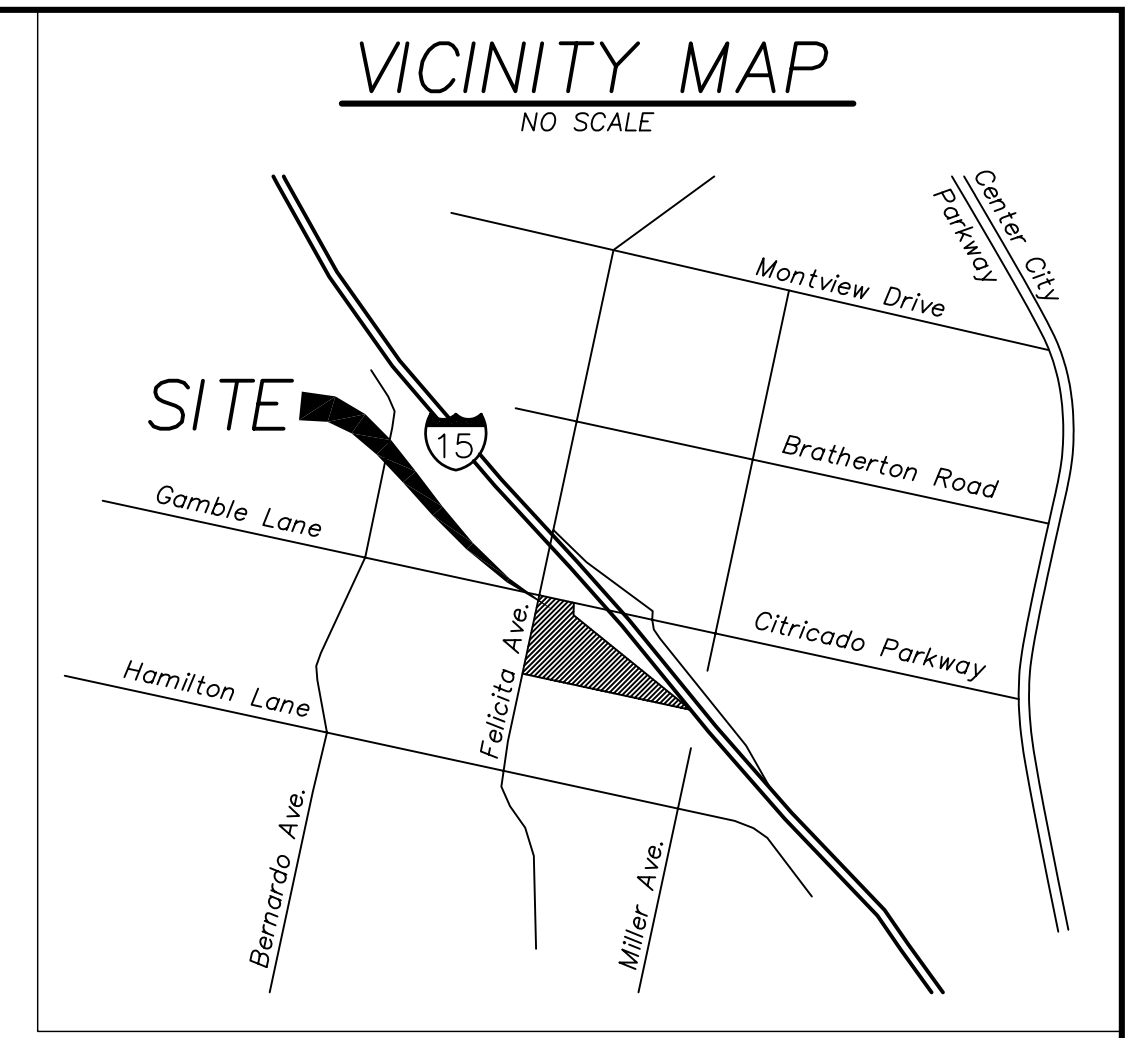 VICINITY MAP
NO SCALE
Center City
Parkway
Montview Drive
SITE
15
Bratherton Road
Gamble Lane
Citricado Parkway
Felicita Ave.
Hamilton Lane
Bernardo Ave.
Miller Ave.